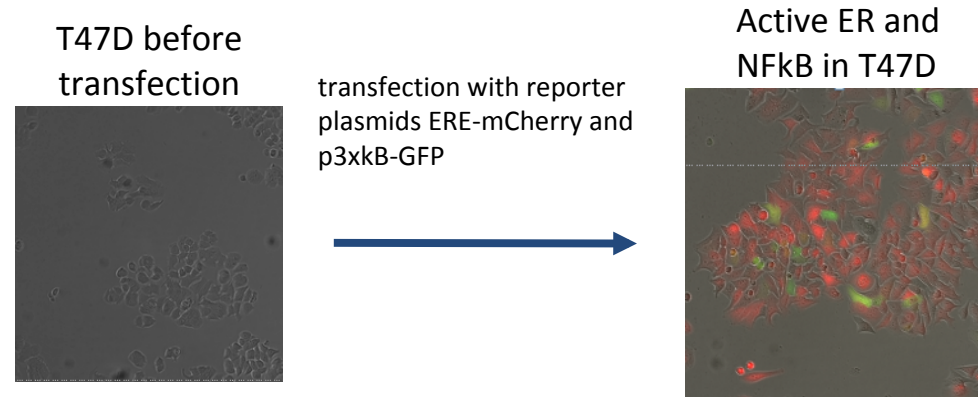 T47D before
transfection
transfection with reporter
plasmids ERE-mCherry and
p3xkB-GFP
Active ER and
NFkB in T47D